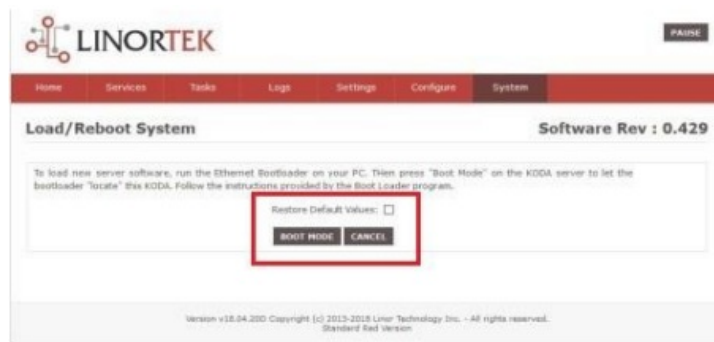 LINORTEK
PAUSE
Home Services Tasks Logs Settings Configure System
Load/Reboot System
Software Rev : 0.429
To load new server software, run the Ethernet Bootloader on your PC. THen press "Boot Mode" on the KODA server to let the
bootloader "locate" this KODA. Follow the instructions provided by the Boot Loader program.
Restore Default Values:
BOOT MODE CANCEL
Version v18.04.20D Copyright (c) 2013-2018 Linor Technology Inc. - All rights reserved.
Standard Red Version